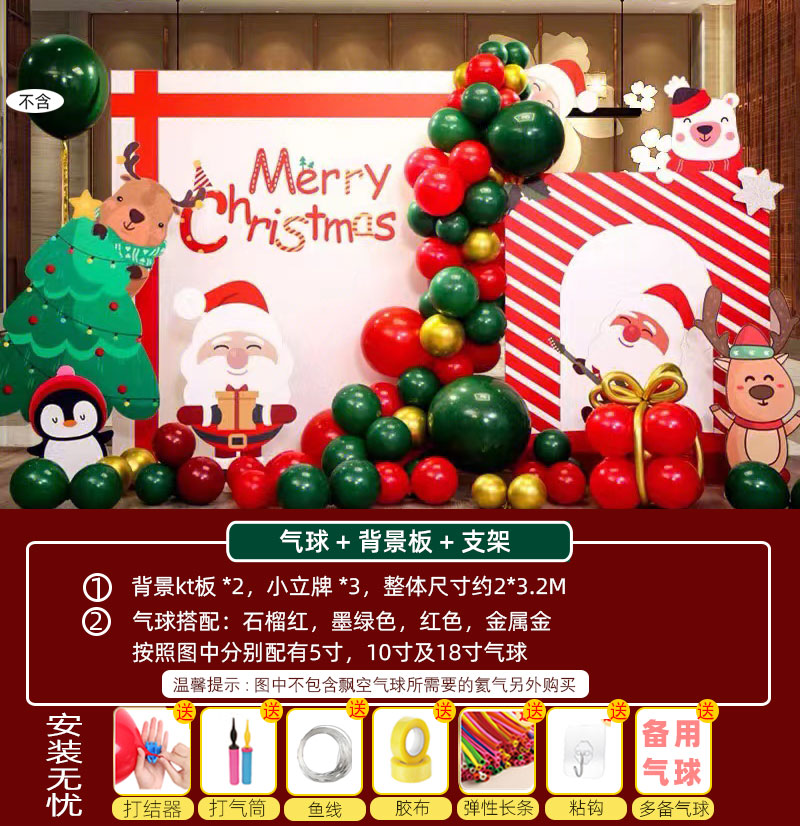 不含
Merry
Christmas
气球 + 背景板 + 支架
① 背景kt板 *2，小立牌 *3，整体尺寸约2*3.2M
② 气球搭配：石榴红，墨绿色，红色，金属金
按照图中分别配有5寸，10寸及18寸气球
温馨提示 : 图中不包含飘空气球所需要的氦气另外购买
安装无忧
送 送 送 送 送 送 送
备用
气球
打结器 打气筒 鱼线 胶布 弹性长条 粘钩 多备气球